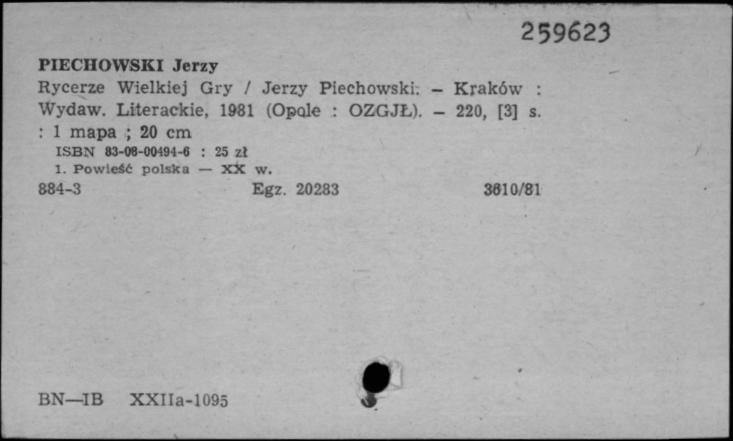 259623
PIECHOWSKI Jerzy
Rycerze Wielkiej Gry / Jerzy Piechowski. — Kraków :
Wydaw. Literackie, 1981 (Opole : OZGJŁ). — 220, [3] s.
: 1 mapa ; 20 cm
ISBN 83-08-00494-6 : 25 zł
1. Powieść polska — XX w.
884-3 Egz. 20283 3610/81
BN—IB XXIIa-1095